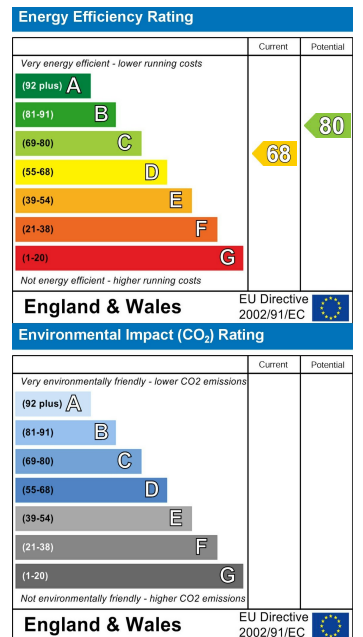 Energy Efficiency Rating
Current Potential
Very energy efficient - lower running costs
(92 plus) A
(81-91) B
(69-80) C
(55-68) D
(39-54) E
(21-38) F
(1-20) G
68
80
Not energy efficient - higher running costs
England & Wales
EU Directive
2002/91/EC
Environmental Impact (CO₂) Rating
Current Potential
Very environmentally friendly - lower CO2 emissions
(92 plus) A
(81-91) B
(69-80) C
(55-68) D
(39-54) E
(21-38) F
(1-20) G
Not environmentally friendly - higher CO2 emissions
England & Wales
EU Directive
2002/91/EC